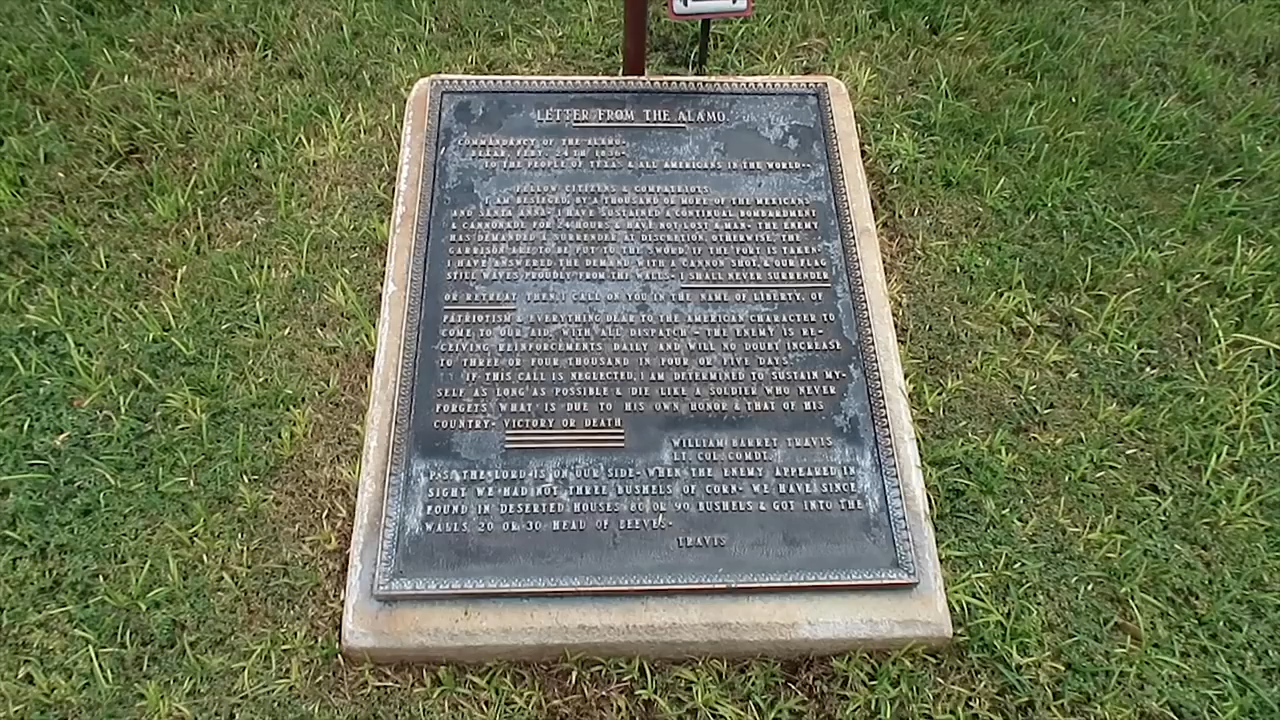 LETTER FROM THE ALAMO
COMMANDANCY OF THE ALAMO-
BEXAR, FEBY. 24TH 1836-
TO THE PEOPLE OF TEXAS & ALL AMERICANS IN THE WORLD--
FELLOW CITIZENS & COMPATRIOTS
I AM BESIEGED, BY A THOUSAND OR MORE OF THE MEXICANS
AND SANTA ANNA- I HAVE SUSTAINED A CONTINUAL BOMBARDMENT
& CANNONADE FOR 24 HOURS & HAVE NOT LOST A MAN- THE ENEMY
HAS DEMANDED A SURRENDER AT DISCRETION, OTHERWISE, THE
GARRISON ARE TO BE PUT TO THE SWORD, IF THE FORT IS TAKEN-
I HAVE ANSWERED THE DEMAND WITH A CANNON SHOT, & OUR FLAG
STILL WAVES PROUDLY FROM THE WALLS- I SHALL NEVER SURRENDER
OR RETREAT THEN, I CALL ON YOU IN THE NAME OF LIBERTY, OF
PATRIOTISM & EVERYTHING DEAR TO THE AMERICAN CHARACTER TO
COME TO OUR AID, WITH ALL DISPATCH - THE ENEMY IS RE-
CEIVING REINFORCEMENTS DAILY AND WILL NO DOUBT INCREASE
TO THREE OR FOUR THOUSAND IN FOUR OR FIVE DAYS.
IF THIS CALL IS NEGLECTED, I AM DETERMINED TO SUSTAIN MY-
SELF AS LONG AS POSSIBLE & DIE LIKE A SOLDIER WHO NEVER
FORGETS WHAT IS DUE TO HIS OWN HONOR & THAT OF HIS
COUNTRY- VICTORY OR DEATH
WILLIAM BARRET TRAVIS
LT. COL. COMDT.
P.S. THE LORD IS ON OUR SIDE- WHEN THE ENEMY APPEARED IN
SIGHT WE HAD NOT THREE BUSHELS OF CORN- WE HAVE SINCE
FOUND IN DESERTED HOUSES 80 OR 90 BUSHELS & GOT INTO THE
WALLS 20 OR 30 HEAD OF BEEVES-
TRAVIS